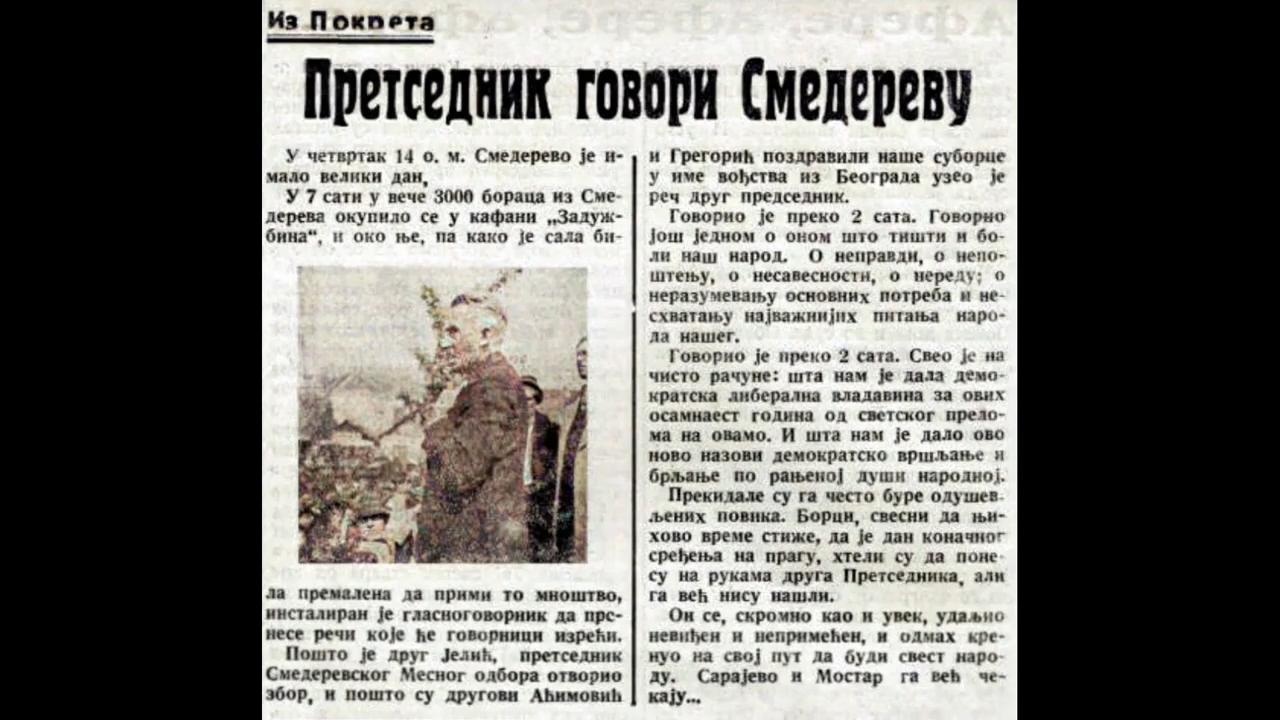 Из Покрета
Претседник говори Смедереву
У четвртак 14 о. м. Смедерево је и-
мало велики дан,
У 7 сати у вече 3000 бораца из Сме-
дерева окупило се у кафани „Задуж-
бина“, и око ње, па како је сала би-
ла премалена да прими то мноштво,
инсталиран је гласноговорник да прс-
несе речи које ће говорници изрећи.
Пошто је друг Јелић, претседник
Смедеревског Месног одбора отворио
збор, и пошто су другови Аћимовић
и Грегорић поздравили наше суборце
у име вођства из Београда узео је
реч друг председник.
Говорио је преко 2 сата. Говорио
још једном о оном што тишти и бо-
ли наш народ. О неправди, о непо-
штењу, о несавесности, о нереду; о
неразумевању основних потреба и не-
схватању најважнијих питања наро-
да нашег.
Говорио је преко 2 сата. Свео је на
чисто рачуне: шта нам је дала демо-
кратска либерална владавина за ових
осамнаест година од светског прело-
ма на овамо. И шта нам је дало ово
ново назови демократско вршљање и
брљање по рањеној души народној.
Прекидале су га често буре одушев-
љених повика. Борци, свесни да њи-
хово време стиже, да је дан коначног
сређења на прагу, хтели су да поне-
су на рукама друга Претседника, али
га већ нису нашли.
Он се, скромно као и увек, удаљио
невиђен и непримећен, и одмах кре-
нуо на свој пут да буди свест наро-
ду. Сарајево и Мостар га већ че-
кају...